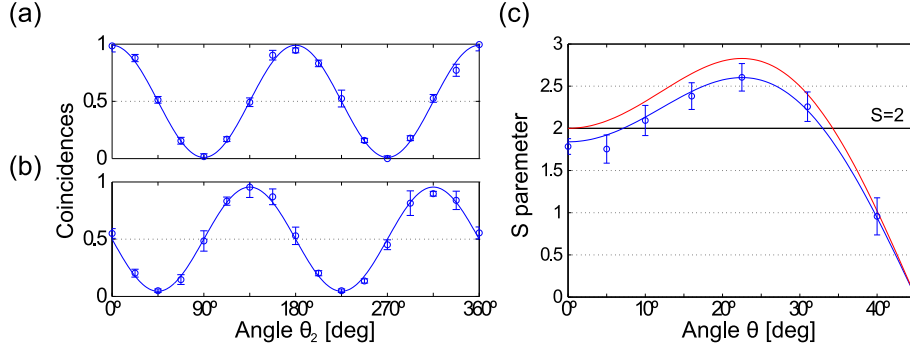 (a)
1
0.5
0
(b)
1
0.5
0
Coincidences
0° 90° 180° 270° 360°
Angle θ2 [deg]
(c)
3
2.5
2
1.5
1
0.5
0
S paremeter
S=2
0° 10° 20° 30° 40°
Angle θ [deg]